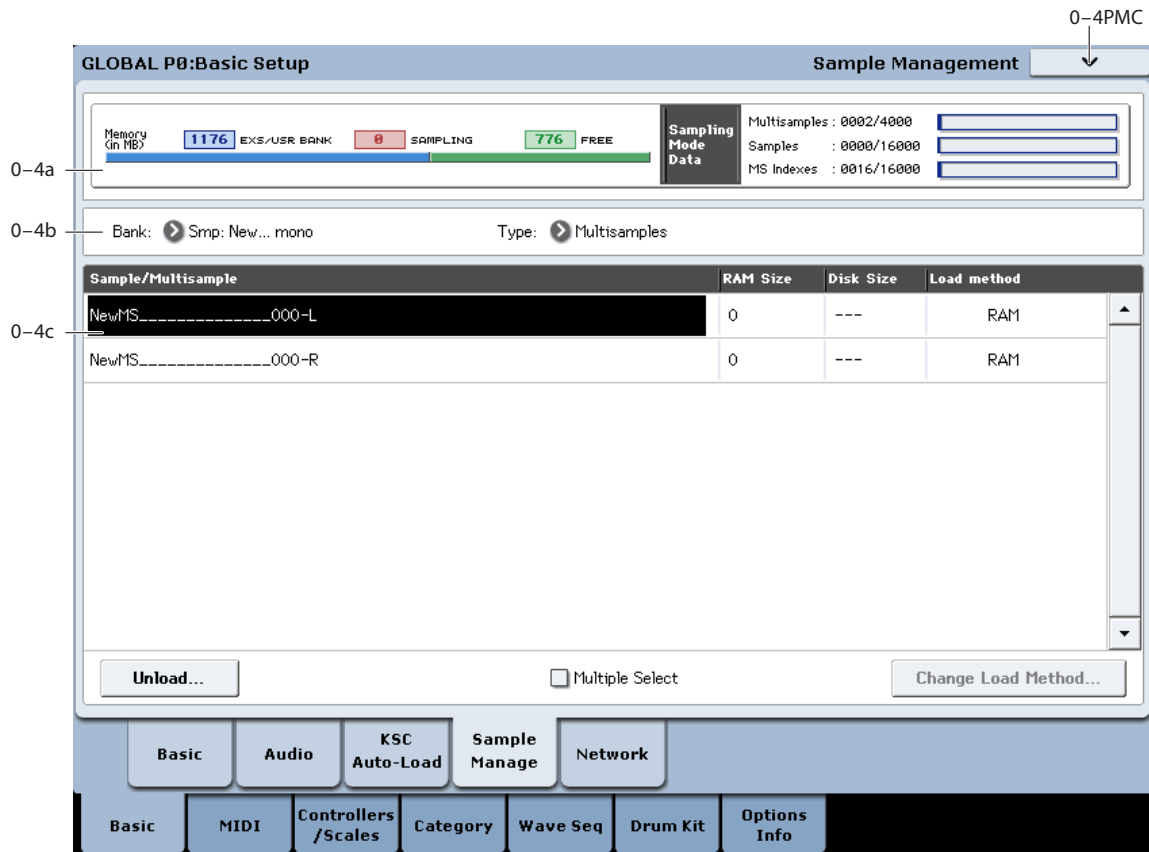 0–4PMC
GLOBAL P0:Basic Setup
Sample Management
Memory (in MB)
1176 EXS/USR BANK
0 SAMPLING
776 FREE
Sampling Mode Data
Multisamples : 0002/4000
Samples : 0000/16000
MS Indexes : 0016/16000
0–4a
0–4b
Bank: Smp: New... mono
Type: Multisamples
Sample/Multisample RAM Size Disk Size Load method
NewMS______________000-L 0 --- RAM
0–4c
NewMS______________000-R 0 --- RAM
Unload...
Multiple Select
Change Load Method...
Basic
Audio
KSC Auto-Load
Sample Manage
Network
Basic
MIDI
Controllers /Scales
Category
Wave Seq
Drum Kit
Options Info